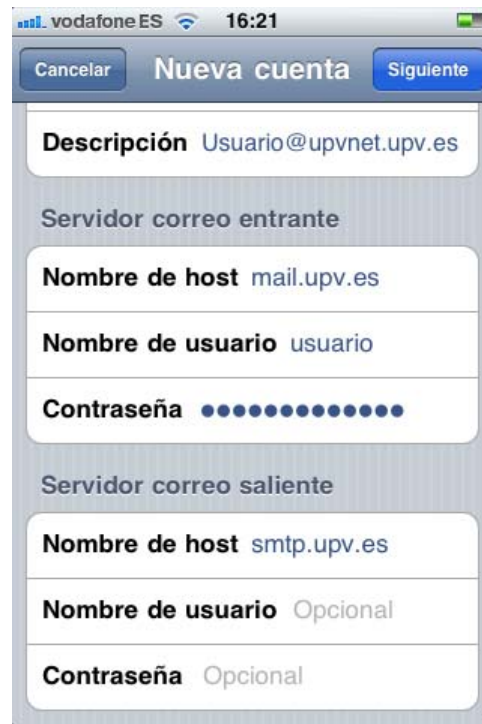 vodafone ES 16:21
Cancelar Nueva cuenta Siguiente
Descripción Usuario@upvnet.upv.es
Servidor correo entrante
Nombre de host mail.upv.es
Nombre de usuario usuario
Contraseña ●●●●●●●●●●●●●
Servidor correo saliente
Nombre de host smtp.upv.es
Nombre de usuario Opcional
Contraseña Opcional